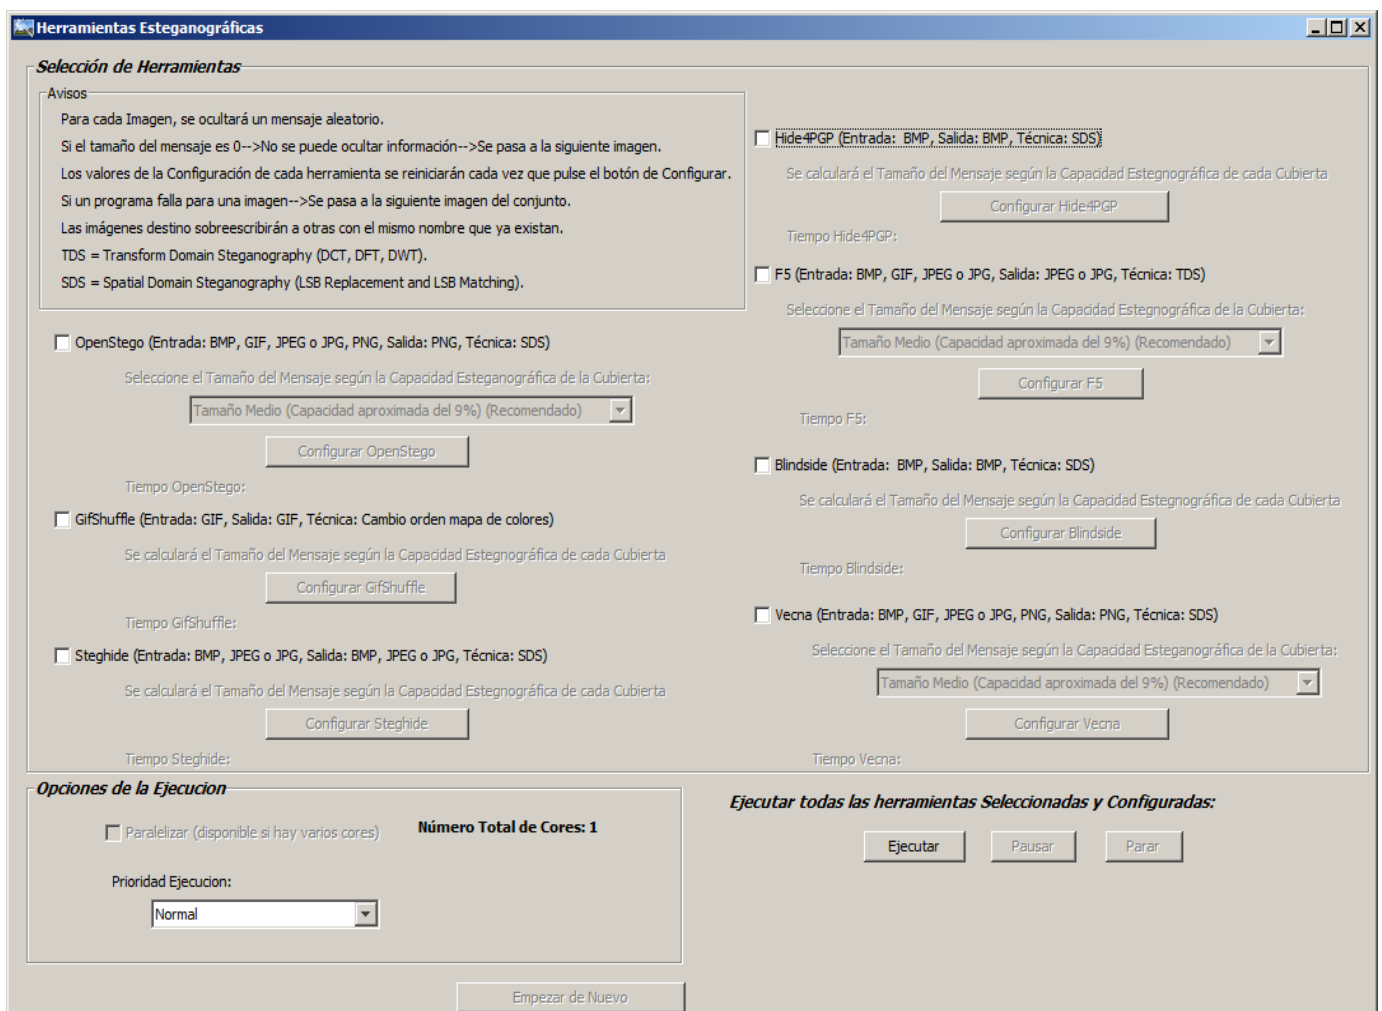 Herramientas Esteganográficas
Selección de Herramientas
Avisos
Para cada Imagen, se ocultará un mensaje aleatorio.
Si el tamaño del mensaje es 0-->No se puede ocultar información-->Se pasa a la siguiente imagen.
Los valores de la Configuración de cada herramienta se reiniciarán cada vez que pulse el botón de Configurar.
Si un programa falla para una imagen-->Se pasa a la siguiente imagen del conjunto.
Las imágenes destino sobreescribirán a otras con el mismo nombre que ya existan.
TDS = Transform Domain Steganography (DCT, DFT, DWT).
SDS = Spatial Domain Steganography (LSB Replacement and LSB Matching).
OpenStego (Entrada: BMP, GIF, JPEG o JPG, PNG, Salida: PNG, Técnica: SDS)
Seleccione el Tamaño del Mensaje según la Capacidad Esteganográfica de la Cubierta:
Tamaño Medio (Capacidad aproximada del 9%) (Recomendado)
Configurar OpenStego
Tiempo OpenStego:
GifShuffle (Entrada: GIF, Salida: GIF, Técnica: Cambio orden mapa de colores)
Se calculará el Tamaño del Mensaje según la Capacidad Estegnográfica de cada Cubierta
Configurar GifShuffle
Tiempo GifShuffle:
Steghide (Entrada: BMP, JPEG o JPG, Salida: BMP, JPEG o JPG, Técnica: SDS)
Se calculará el Tamaño del Mensaje según la Capacidad Estegnográfica de cada Cubierta
Configurar Steghide
Tiempo Steghide:
Hide4PGP (Entrada:  BMP, Salida: BMP, Técnica: SDS)
Se calculará el Tamaño del Mensaje según la Capacidad Estegnográfica de cada Cubierta
Configurar Hide4PGP
Tiempo Hide4PGP:
F5 (Entrada: BMP, GIF, JPEG o JPG, Salida: JPEG o JPG, Técnica: TDS)
Seleccione el Tamaño del Mensaje según la Capacidad Estegnográfica de la Cubierta:
Tamaño Medio (Capacidad aproximada del 9%) (Recomendado)
Configurar F5
Tiempo F5:
Blindside (Entrada:  BMP, Salida: BMP, Técnica: SDS)
Se calculará el Tamaño del Mensaje según la Capacidad Estegnográfica de cada Cubierta
Configurar Blindside
Tiempo Blindside:
Vecna (Entrada: BMP, GIF, JPEG o JPG, PNG, Salida: PNG, Técnica: SDS)
Seleccione el Tamaño del Mensaje según la Capacidad Esteganográfica de la Cubierta:
Tamaño Medio (Capacidad aproximada del 9%) (Recomendado)
Configurar Vecna
Tiempo Vecna:
Opciones de la Ejecucion
Paralelizar (disponible si hay varios cores)
Número Total de Cores: 1
Prioridad Ejecucion:
Normal
Ejecutar todas las herramientas Seleccionadas y Configuradas:
Ejecutar
Pausar
Parar
Empezar de Nuevo